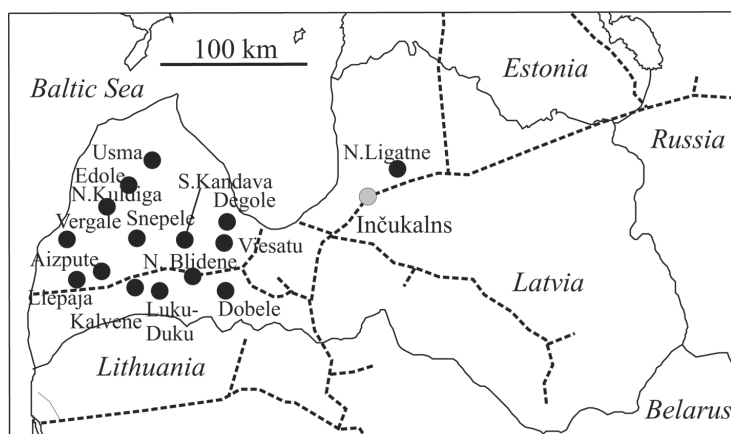 100 km
Estonia
Baltic Sea
Russia
Usma
N.Ligatne
Edole
S.Kandava
N.Kuldiga
Degole
Vergale
Snepele
Inčukalns
Viesatu
Aizpute
N. Blidene
Latvia
Liepaja
Kalvene
Luku-
Duku
Dobele
Lithuania
Belarus